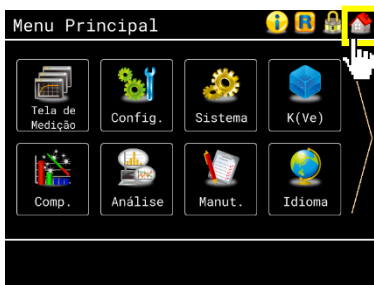 Menu Principal
i R
Tela de
Medição
Config.
Sistema
K(Ve)
Comp.
Análise
Manut.
Idioma